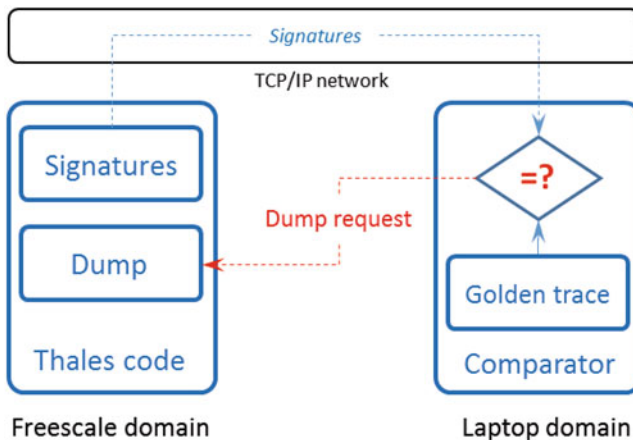 Signatures
TCP/IP network
Signatures
Dump
Thales code
Freescale domain
Dump request
=?
Golden trace
Comparator
Laptop domain